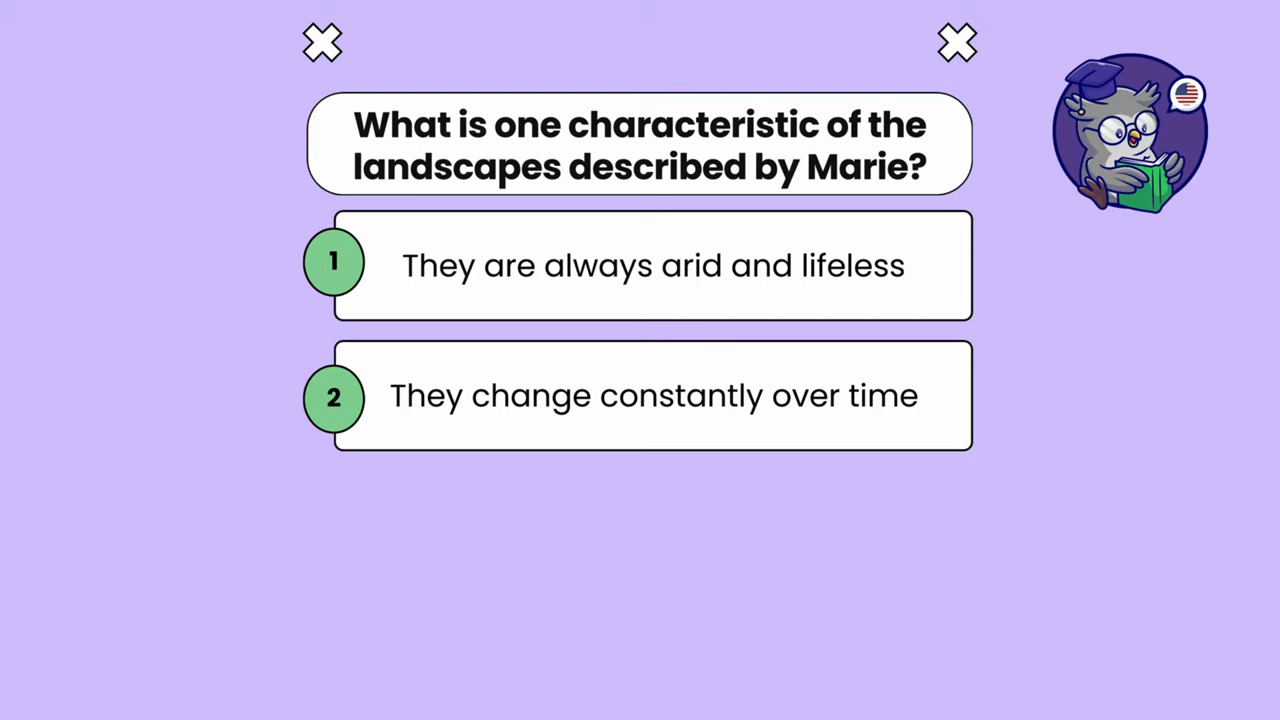 What is one characteristic of the
landscapes described by Marie?
1
They are always arid and lifeless
2
They change constantly over time